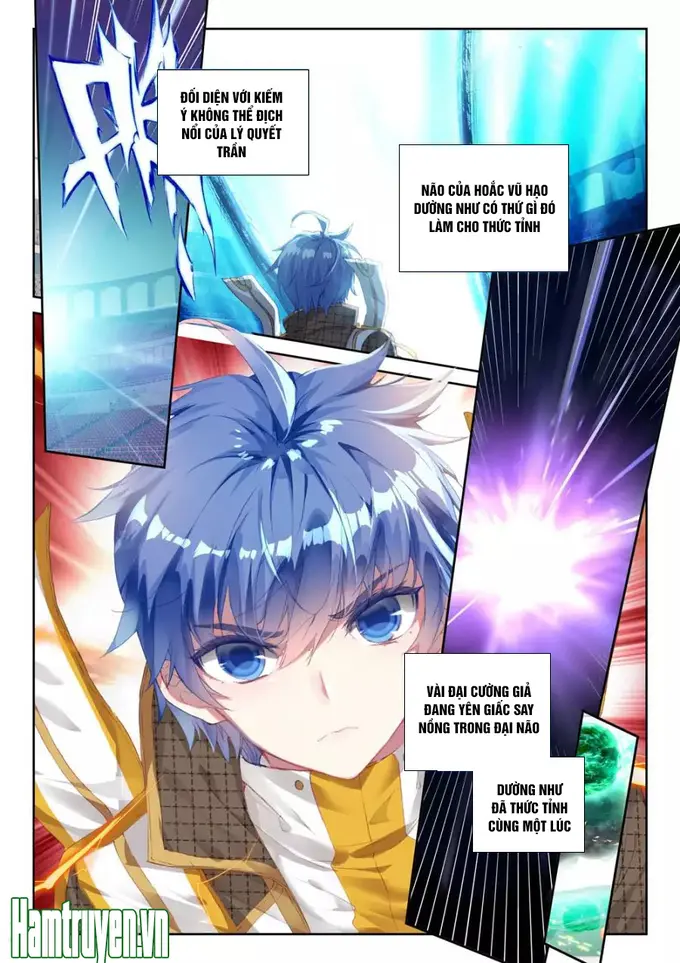 ĐỐI DIỆN VỚI KIẾM
Ý KHÔNG THỂ ĐỊCH
NỔI CỦA LÝ QUYẾT
TRẦN
NÃO CỦA HOẮC VŨ HẠO
DƯỜNG NHƯ CÓ THỨ GÌ ĐÓ
LÀM CHO THỨC TỈNH
VÀI ĐẠI CƯỜNG GIẢ
ĐANG YÊN GIẤC SAY
NỒNG TRONG ĐẠI NÃO
DƯỜNG NHƯ
ĐÃ THỨC TỈNH
CÙNG MỘT LÚC
Hamtruyen.vn